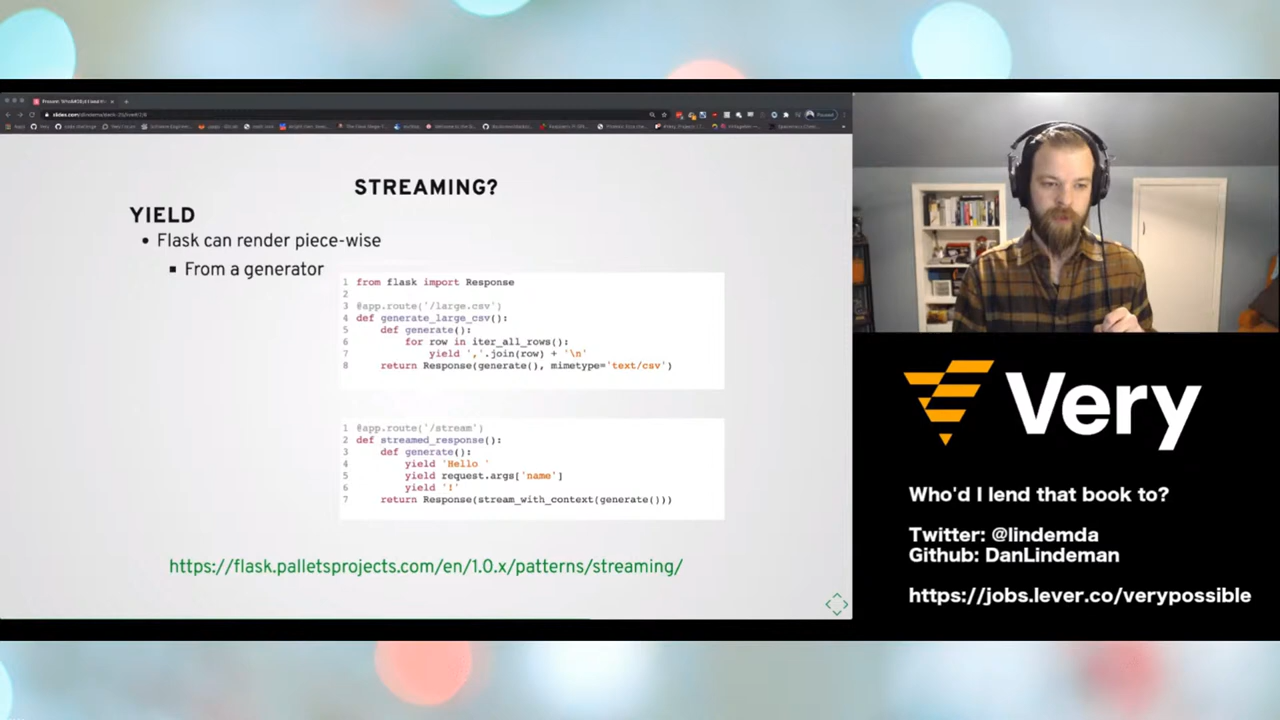 STREAMING?
YIELD
• Flask can render piece-wise
▪ From a generator
1 from flask import Response
2
3 @app.route('/large.csv')
4 def generate_large_csv():
5 def generate():
6 for row in iter_all_rows():
7 yield ','.join(row) + '\n'
8 return Response(generate(), mimetype='text/csv')
1 @app.route('/stream')
2 def streamed_response():
3 def generate():
4 yield 'Hello '
5 yield request.args['name']
6 yield '!'
7 return Response(stream_with_context(generate()))
https://flask.palletsprojects.com/en/1.0.x/patterns/streaming/
Very
Who'd I lend that book to?
Twitter: @lindemda
Github: DanLindeman
https://jobs.lever.co/verypossible